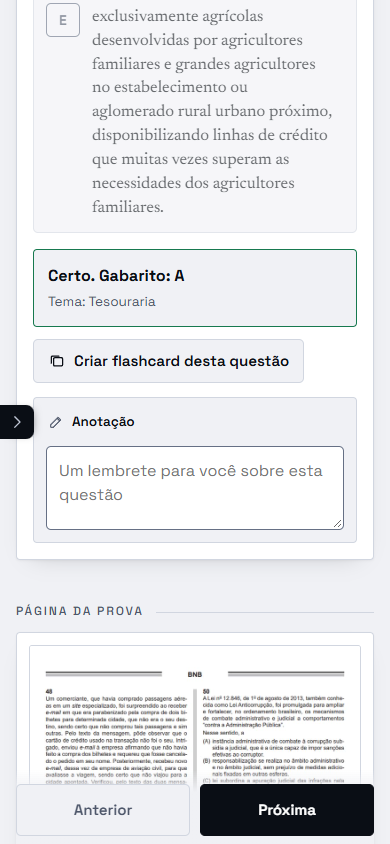 E
exclusivamente agrícolas
desenvolvidas por agricultores
familiares e grandes agricultores
no estabelecimento ou
aglomerado rural urbano próximo,
disponibilizando linhas de crédito
que muitas vezes superam as
necessidades dos agricultores
familiares.
Certo. Gabarito: A
Tema: Tesouraria
Criar flashcard desta questão
Anotação
Um lembrete para você sobre esta
questão
PÁGINA DA PROVA
BNB
48
Um comerciante, que havia comprado passagens aére-
as em um site especializado, foi surpreendido ao receber
e-mail em que era parabenizado pela compra de dois bi-
lhetes para determinada cidade, que não era o seu des-
tino, sendo certo que não comprou tais passagens e sim
outras. Pelo texto da mensagem, pôde observar que o
cartão de crédito usado na transação não foi o seu. Intri-
gado, enviou e-mail à empresa afirmando que não havia
feito a compra e que, consequentemente, fosse cancela-
do o pedido em seu nome. Posteriormente, recebeu novo
e-mail, desse vez da empresa de aviação civil, para que
avaliasse a viagem, sendo certo que não viajou para a
50
A Lei nº 12.846, de 1º de agosto de 2013, também conhe-
cida como Lei Anticorrupção, foi promulgada para ampliar
e fortalecer, no ordenamento brasileiro, os mecanismos
de combate administrativo e judicial a comportamentos
"contra a Administração Pública".
Nesse sentido, a
(A) instância administrativa de combate à corrupção sub-
sidia a judicial, que é a única capaz de impor sanções
efetivas ao corruptor.
(B) responsabilização se realiza no âmbito administrativo
e no judicial, sem prejuízo de medidas adicio-
nais fixadas em outras esferas.
(C) lei subordina a apuração judicial das infrações nela
Anterior
Próxima